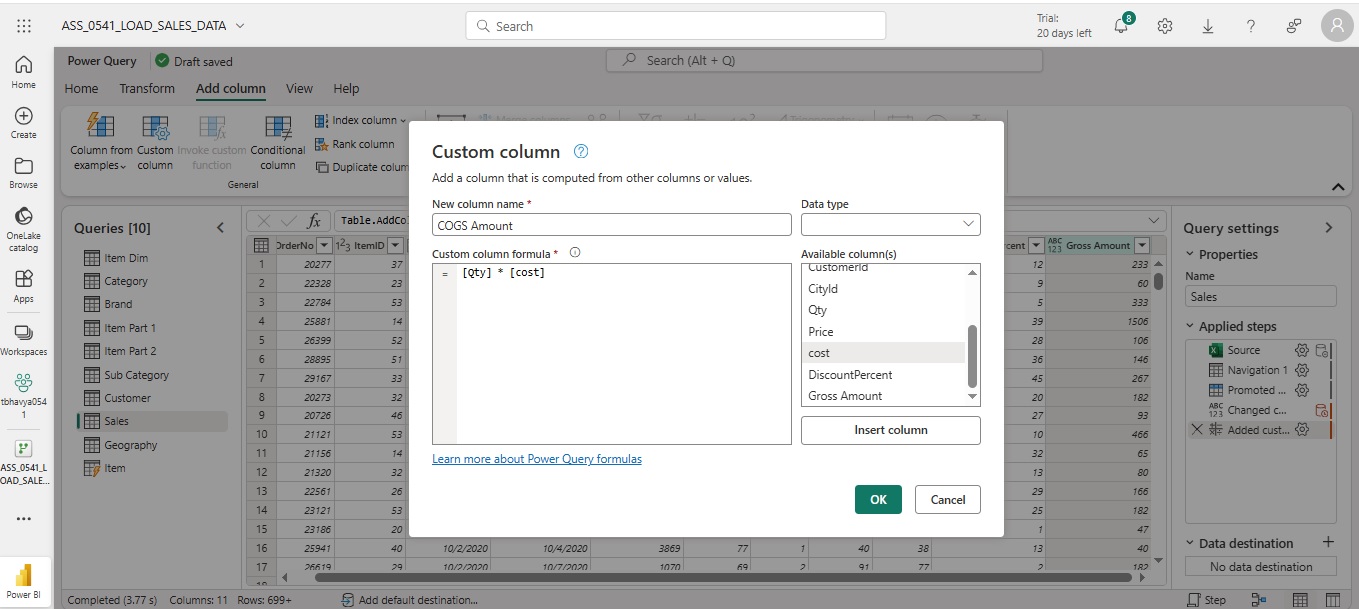 ASS_0541_LOAD_SALES_DATA
Search
Trial:
20 days left
8
Home
Create
Browse
OneLake
catalog
Apps
Workspaces
tbhavya054
1
ASS_0541_L
OAD_SALE...
Power BI
Power Query
Draft saved
Search (Alt + Q)
Home Transform Add column View Help
Column from
examples
Custom
column
Invoke custom
function
Conditional
column
Index column
Rank column
Duplicate colum
General
Queries [10]
Item Dim
Category
Brand
Item Part 1
Item Part 2
Sub Category
Customer
Sales
Geography
Item
fx Table.AddCo
OrderNo 123 ItemID cent ABC 123 Gross Amount
1 20277 37 12 233
2 22328 23 9 60
3 22784 53 5 333
4 25881 14 39 1506
5 26399 52 28 106
6 28895 51 36 146
7 29167 33 45 267
8 20273 32 20 182
9 20726 46 27 93
10 21121 53 10 466
11 21156 14 32 65
12 21320 32 13 80
13 22561 26 29 166
14 23121 53 25 182
15 23186 20 1 47
16 25941 40 10/2/2020 10/4/2020 3869 77 1 40 38 13 40
17 26619 29 10/2/2020 10/7/2020 1070 69 2 91 77 2 182
Custom column
Add a column that is computed from other columns or values.
New column name *
COGS Amount
Data type
Custom column formula *
= [Qty] * [cost]
Available column(s)
CustomerId
CityId
Qty
Price
cost
DiscountPercent
Gross Amount
Insert column
Learn more about Power Query formulas
OK
Cancel
Query settings
Properties
Name
Sales
Applied steps
Source
Navigation 1
Promoted ...
Changed c...
Added cust...
Data destination
No data destination
Completed (3.77 s) Columns: 11 Rows: 699+
Add default destination...
Step